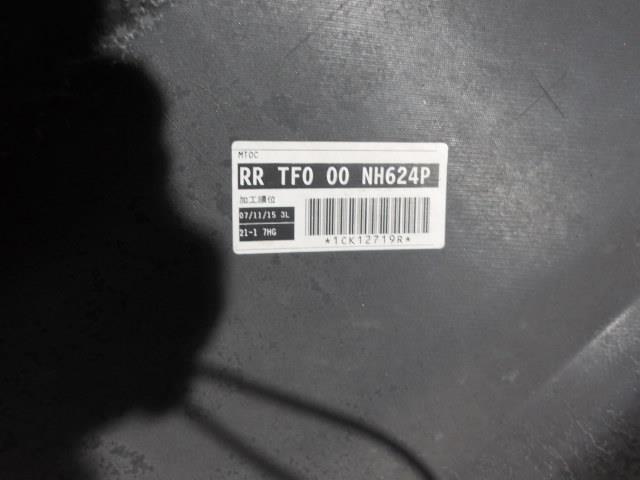 MTOC
RR TF0 00 NH624P
加工順位
07/11/15 3L
21-1 7HG
*1CK12719R*